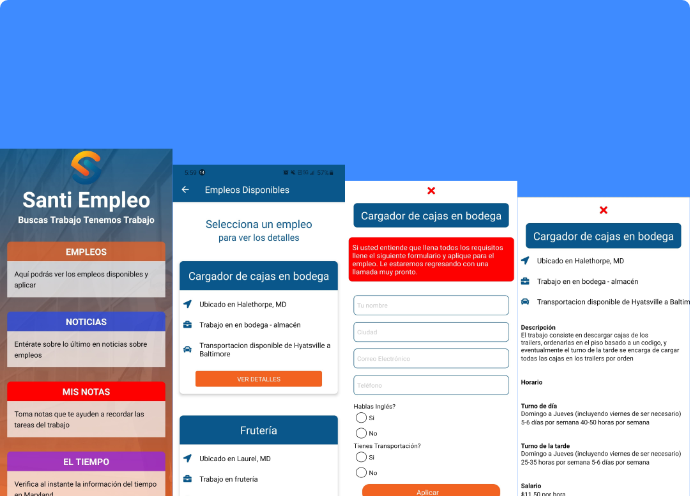 Santi Empleo
Buscas Trabajo Tenemos Trabajo
EMPLEOS
Aquí podrás ver los empleos disponibles y
aplicar
NOTICIAS
Entérate sobre lo último en noticias sobre
empleos
MIS NOTAS
Toma notas que te ayuden a recordar las
tareas del trabajo
EL TIEMPO
Verifica al instante la información del tiempo
en Maryland
Empleos Disponibles
Selecciona un empleo
para ver los detalles
Cargador de cajas en bodega
Ubicado en Halethorpe, MD
Trabajo en en bodega - almacén
Transportacion disponible de Hyatsville a
Baltimore
VER DETALLES
Frutería
Ubicado en Laurel, MD
Trabajo en frutería
Cargador de cajas en bodega
Si usted entiende que llena todos los requisitos
llene el siguiente formulario y aplique para el
empleo. Le estaremos regresando con una
llamada muy pronto.
Tu nombre
Ciudad
Correo Electrónico
Teléfono
Hablas Inglés?
Si
No
Tienes Transportación?
Si
No
Aplicar
Cargador de cajas en bodega
Ubicado en Halethorpe, MD
Trabajo en bodega - almacén
Transportacion disponible de Hyatsville a Baltim
Descripción
El trabajo consiste en descargar cajas de los
trailers, ordenarlas en el piso basado a un codigo, y
eventualmente el turno de la tarde se encarga de cargar
todas las cajas en los trailers por orden
Horario
Turno de día
Domingo a Jueves (incluyendo viernes de ser necesario)
5-6 días por semana 40-50 horas por semana
Turno de la tarde
Domingo a Jueves (incluyendo viernes de ser necesario)
25-35 horas por semana 5-6 días por semana
Salario
$11.50 por hora